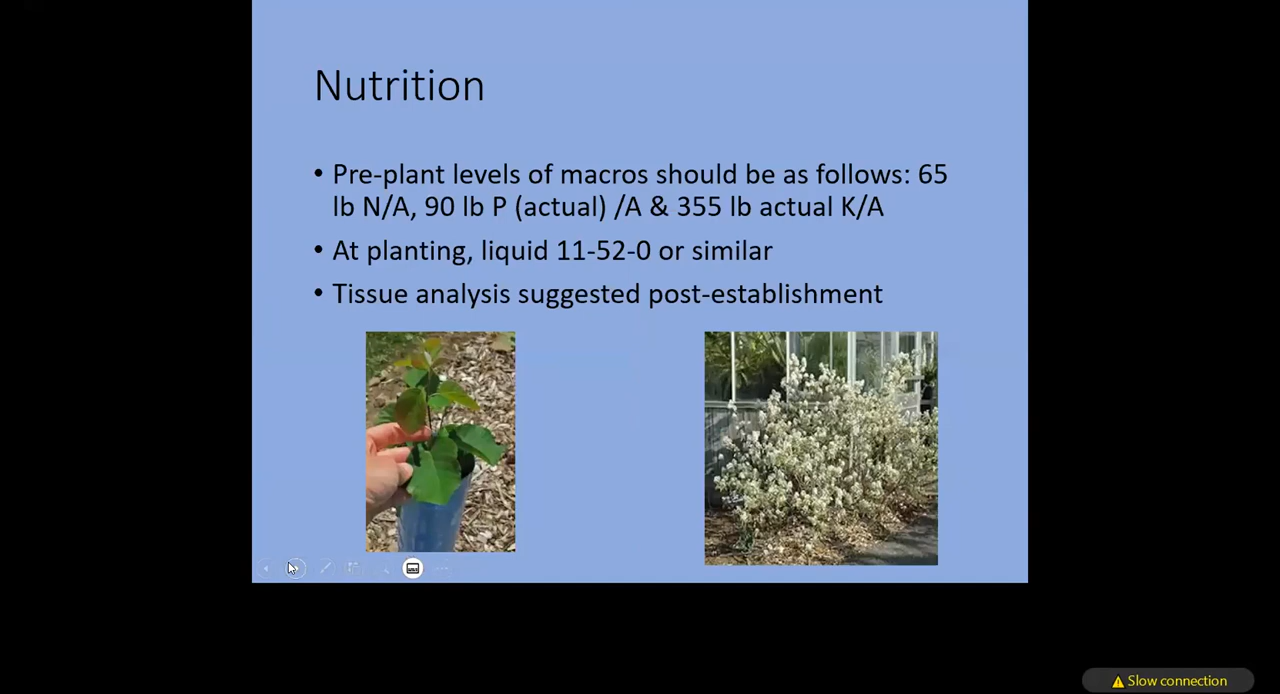 Nutrition
• Pre-plant levels of macros should be as follows: 65
lb N/A, 90 lb P (actual) /A & 355 lb actual K/A
• At planting, liquid 11-52-0 or similar
• Tissue analysis suggested post-establishment
Slow connection